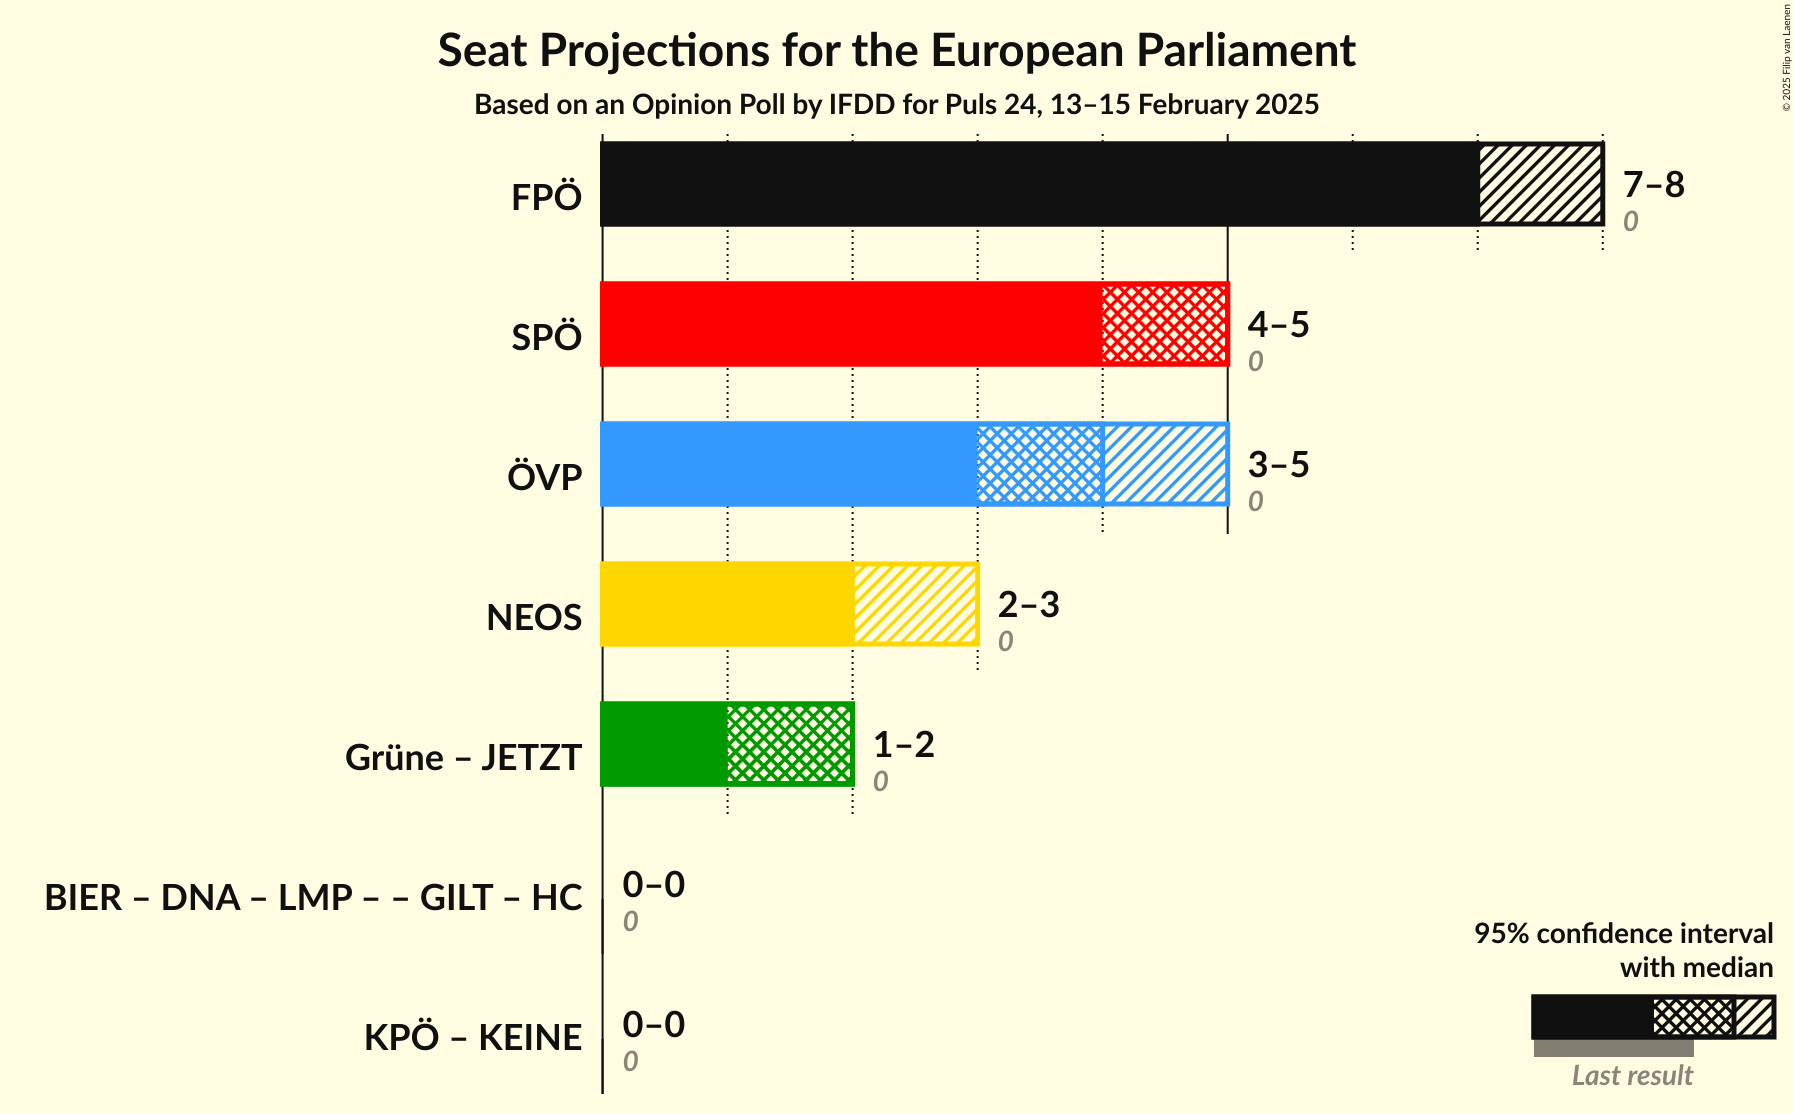 Seat Projections for the European Parliament
Based on an Opinion Poll by IFDD for Puls 24, 13–15 February 2025
© 2025 Filip van Laenen
FPÖ
7–8
0
SPÖ
4–5
0
ÖVP
3–5
0
NEOS
2–3
0
Grüne – JETZT
1–2
0
BIER – DNA – LMP – – GILT – HC
0–0
0
KPÖ – KEINE
0–0
0
95% confidence interval
with median
Last result